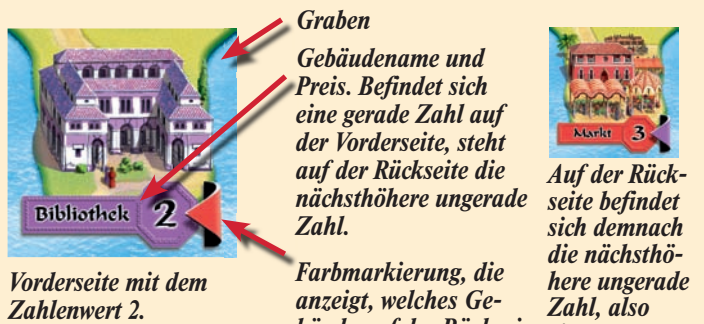 Bibliothek 2
Vorderseite mit dem
Zahlenwert 2.
Graben
Gebäudename und
Preis. Befindet sich
eine gerade Zahl auf
der Vorderseite, steht
auf der Rückseite die
nächsthöhere ungerade
Zahl.
Farbmarkierung, die
anzeigt, welches Ge-
Markt 3
Auf der Rück-
seite befindet
sich demnach
die nächsthö-
here ungerade
Zahl, also